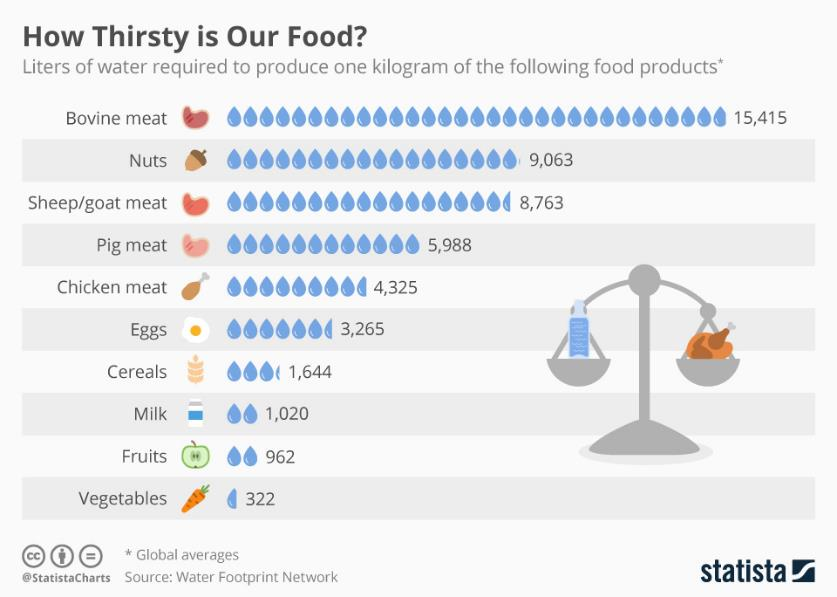 How Thirsty is Our Food?
Liters of water required to produce one kilogram of the following food products*
Bovine meat 15,415
Nuts 9,063
Sheep/goat meat 8,763
Pig meat 5,988
Chicken meat 4,325
Eggs 3,265
Cereals 1,644
Milk 1,020
Fruits 962
Vegetables 322
cc
@StatistaCharts
* Global averages
Source: Water Footprint Network
statista